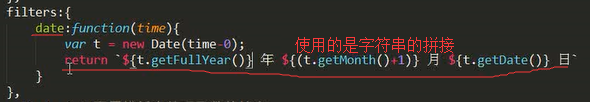 filters:{
date:function(time){
var t = new Date(time-0);
使用的是字符串的拼接
return `${t.getFullYear()} 年 ${(t.getMonth()+1)} 月 ${t.getDate()} 日`
}
},